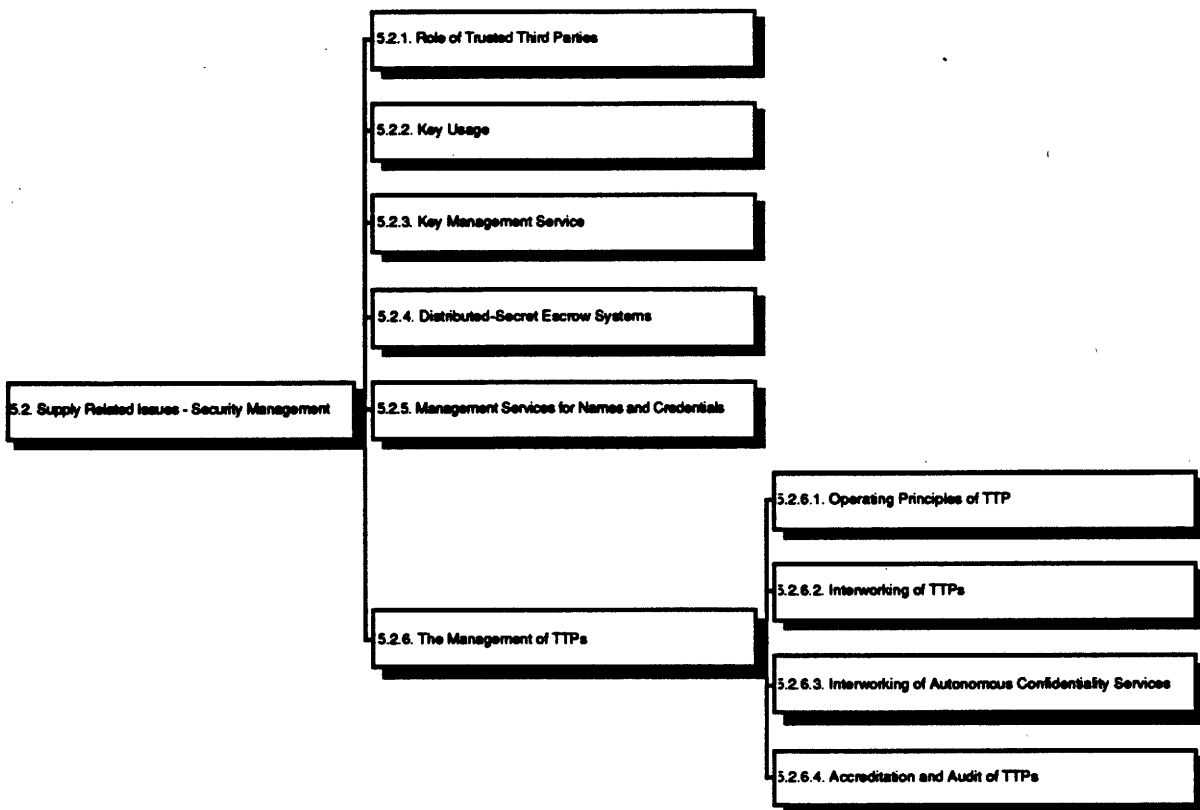 5.2.1. Role of Trusted Third Parties
5.2.2. Key Usage
5.2.3. Key Management Service
5.2.4. Distributed-Secret Escrow Systems
5.2. Supply Related Issues - Security Management
5.2.5. Management Services for Names and Credentials
5.2.6. The Management of TTPs
5.2.6.1. Operating Principles of TTP
5.2.6.2. Interworking of TTPs
5.2.6.3. Interworking of Autonomous Confidentiality Services
5.2.6.4. Accreditation and Audit of TTPs